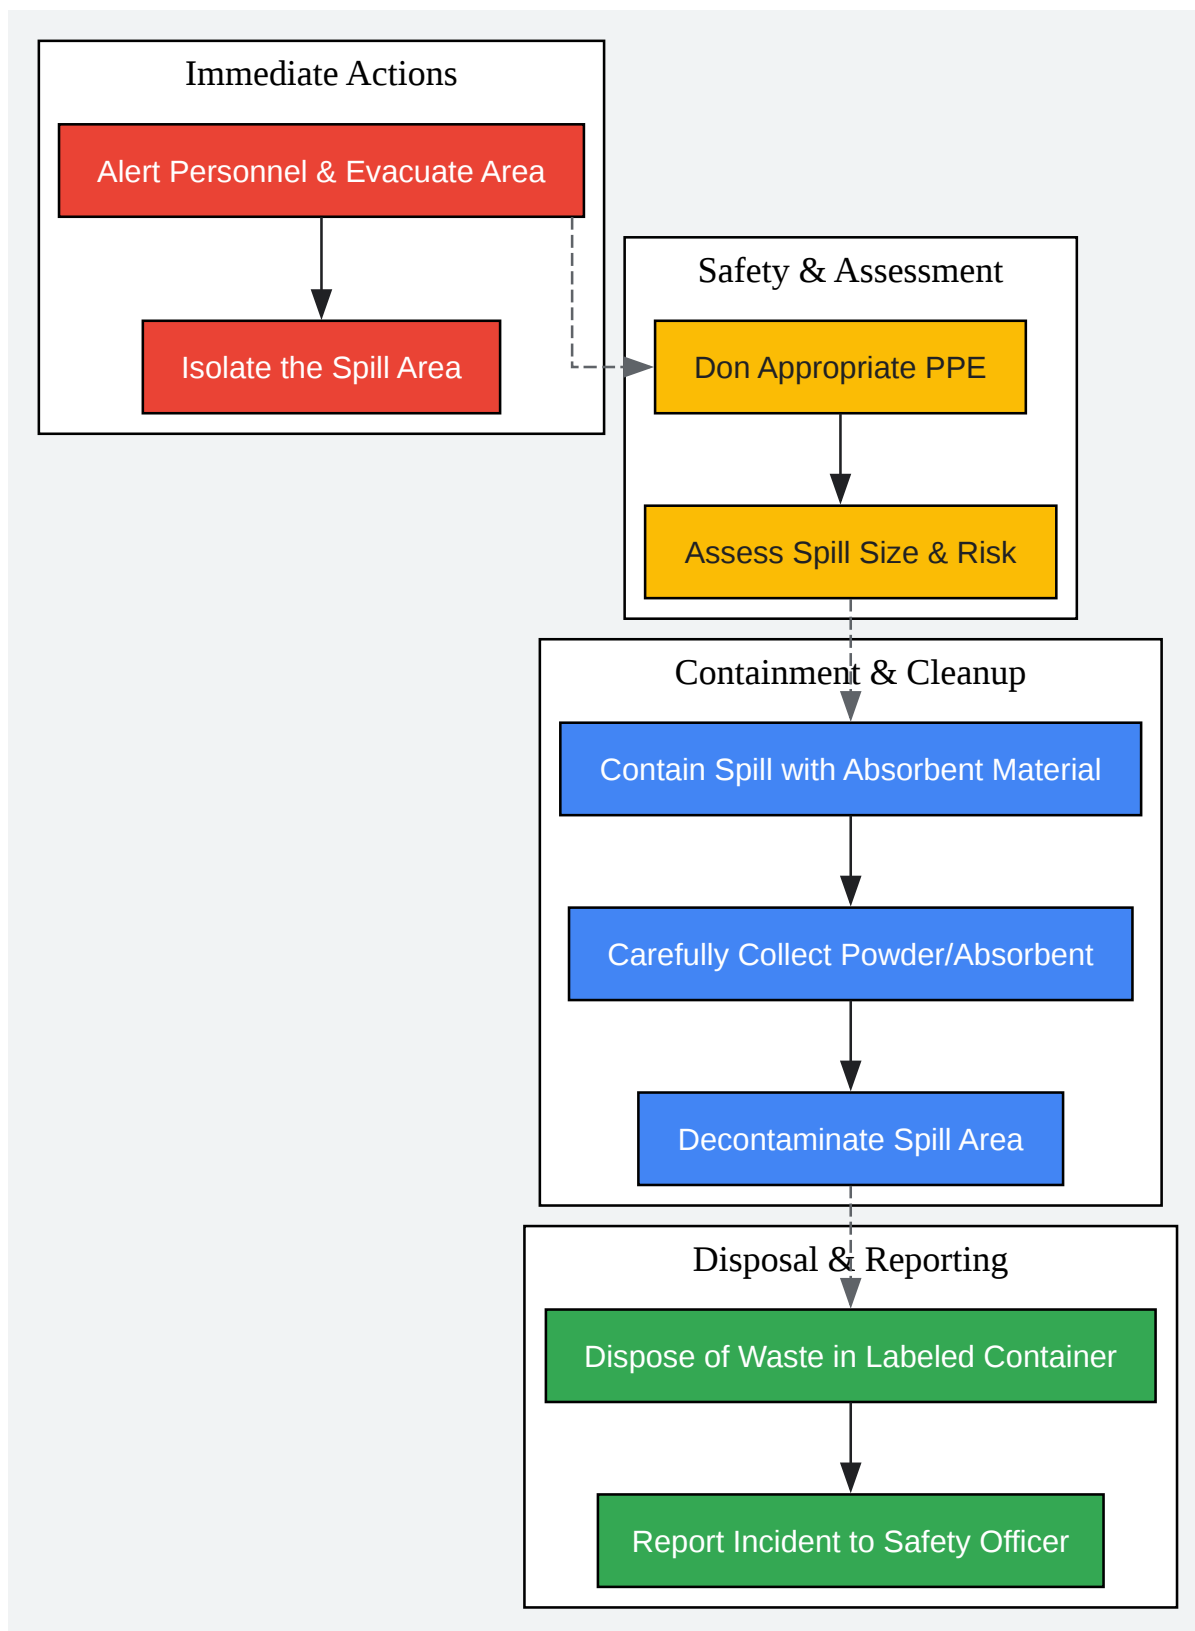 Immediate Actions
Alert Personnel & Evacuate Area
Isolate the Spill Area
Safety & Assessment
Don Appropriate PPE
Assess Spill Size & Risk
Containment & Cleanup
Contain Spill with Absorbent Material
Carefully Collect Powder/Absorbent
Decontaminate Spill Area
Disposal & Reporting
Dispose of Waste in Labeled Container
Report Incident to Safety Officer